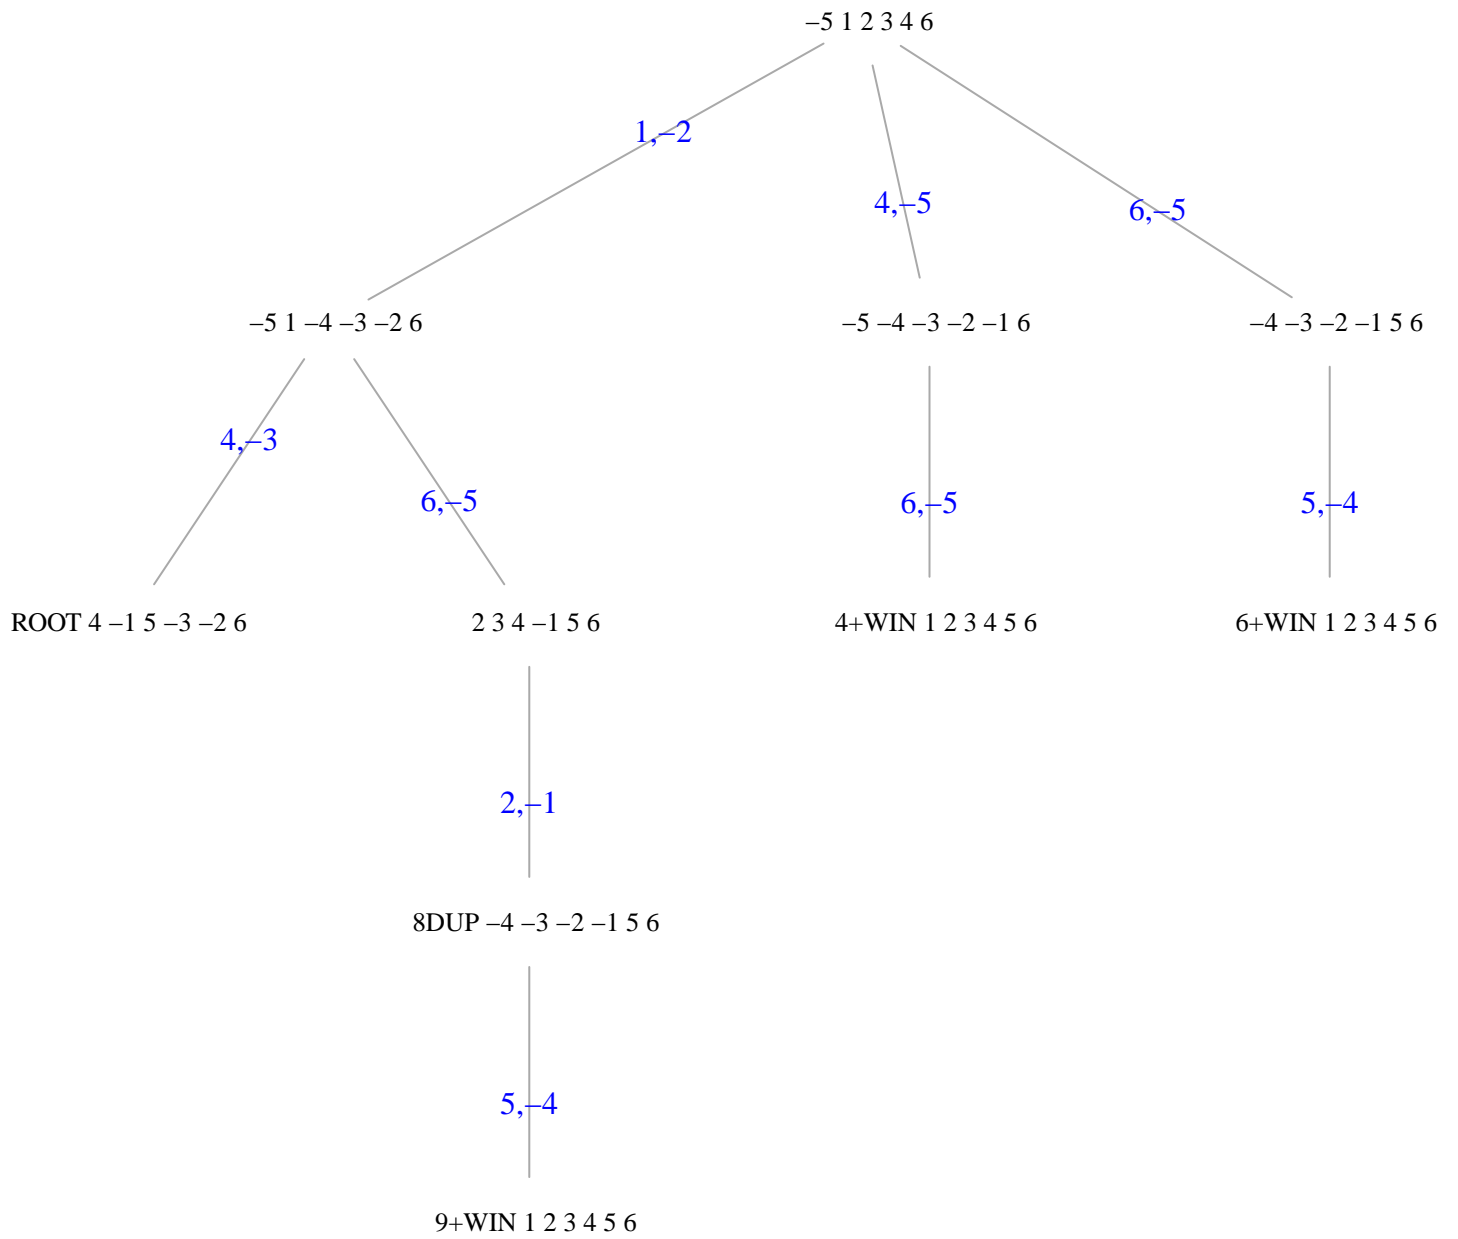 –5 1 2 3 4 6
1,–2
4,–5
6,–5
–5 1 –4 –3 –2 6
–5 –4 –3 –2 –1 6
–4 –3 –2 –1 5 6
4,–3
6,–5
6,–5
5,–4
ROOT 4 –1 5 –3 –2 6
2 3 4 –1 5 6
4+WIN 1 2 3 4 5 6
6+WIN 1 2 3 4 5 6
2,–1
8DUP –4 –3 –2 –1 5 6
5,–4
9+WIN 1 2 3 4 5 6